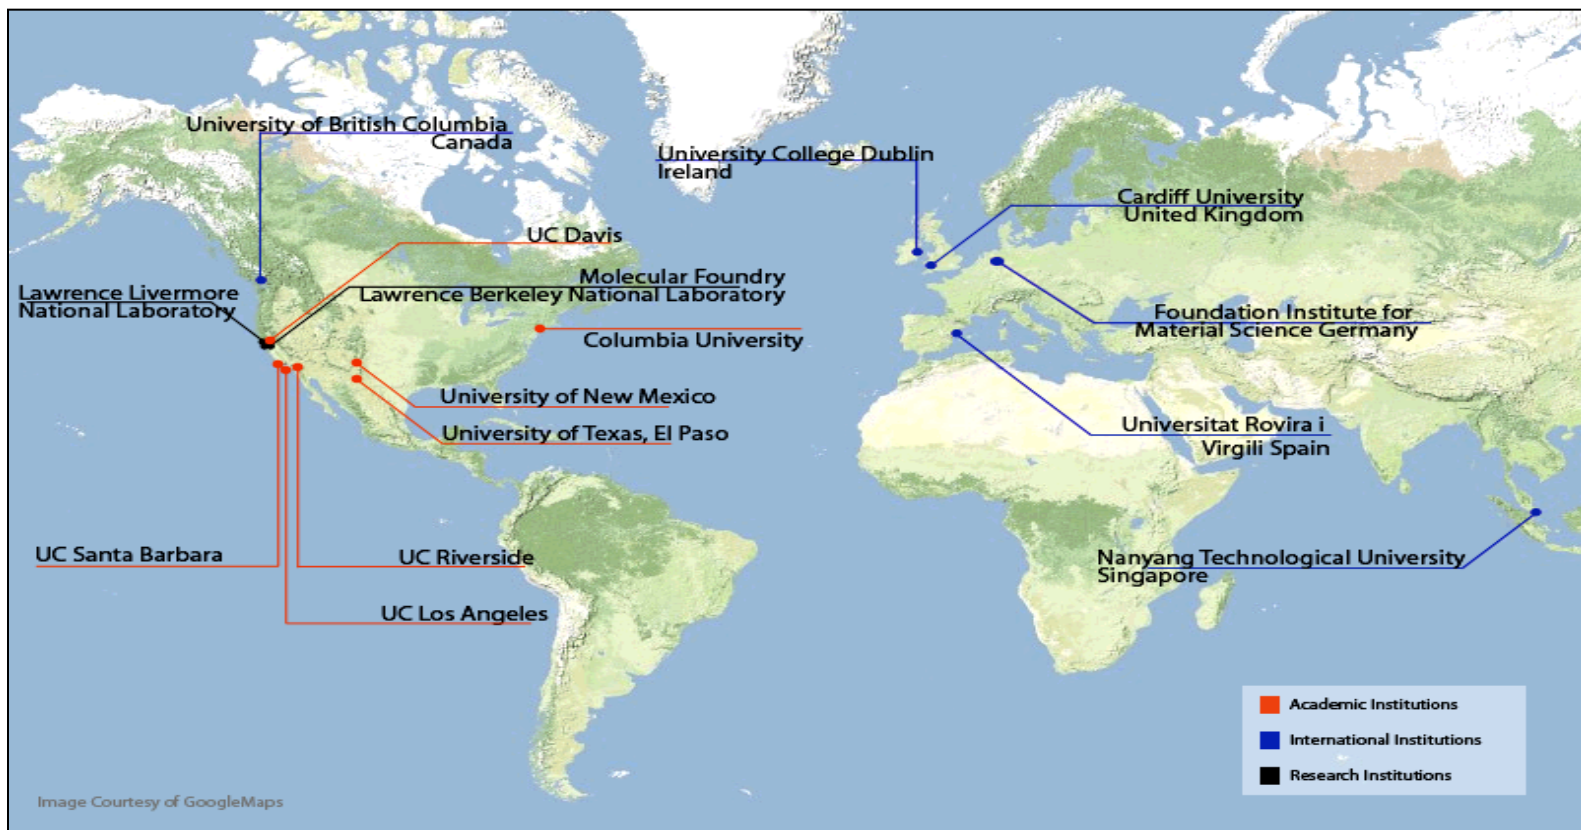 University of British Columbia
Canada
University College Dublin
Ireland
Cardiff University
United Kingdom
UC Davis
Molecular Foundry
Lawrence Berkeley National Laboratory
Lawrence Livermore
National Laboratory
Foundation Institute for
Material Science Germany
Columbia University
University of New Mexico
University of Texas, El Paso
Universitat Rovira i
Virgili Spain
UC Santa Barbara
UC Riverside
Nanyang Technological University
Singapore
UC Los Angeles
Academic Institutions
International Institutions
Research Institutions
Image Courtesy of GoogleMaps